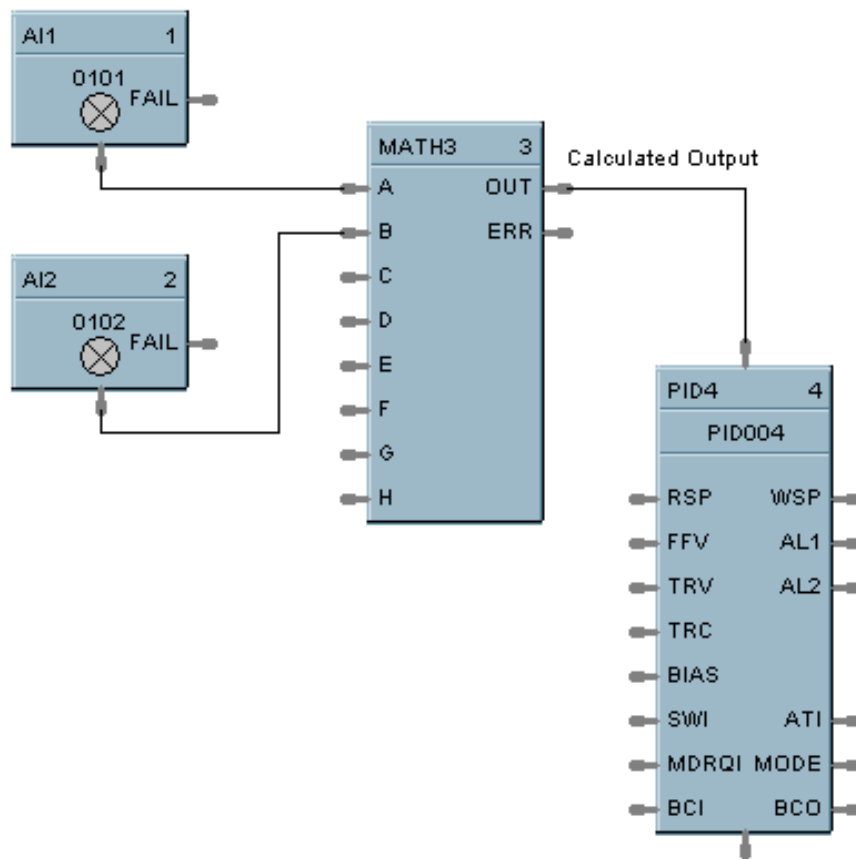 AI1 1
0101
FAIL
MATH3 3
Calculated Output
A OUT
B ERR
C
D
E
F
G
H
AI2 2
0102
FAIL
PID4 4
PID004
RSP WSP
FFV AL1
TRV AL2
TRC
BIAS
SWI ATI
MDRQI MODE
BCI BCO